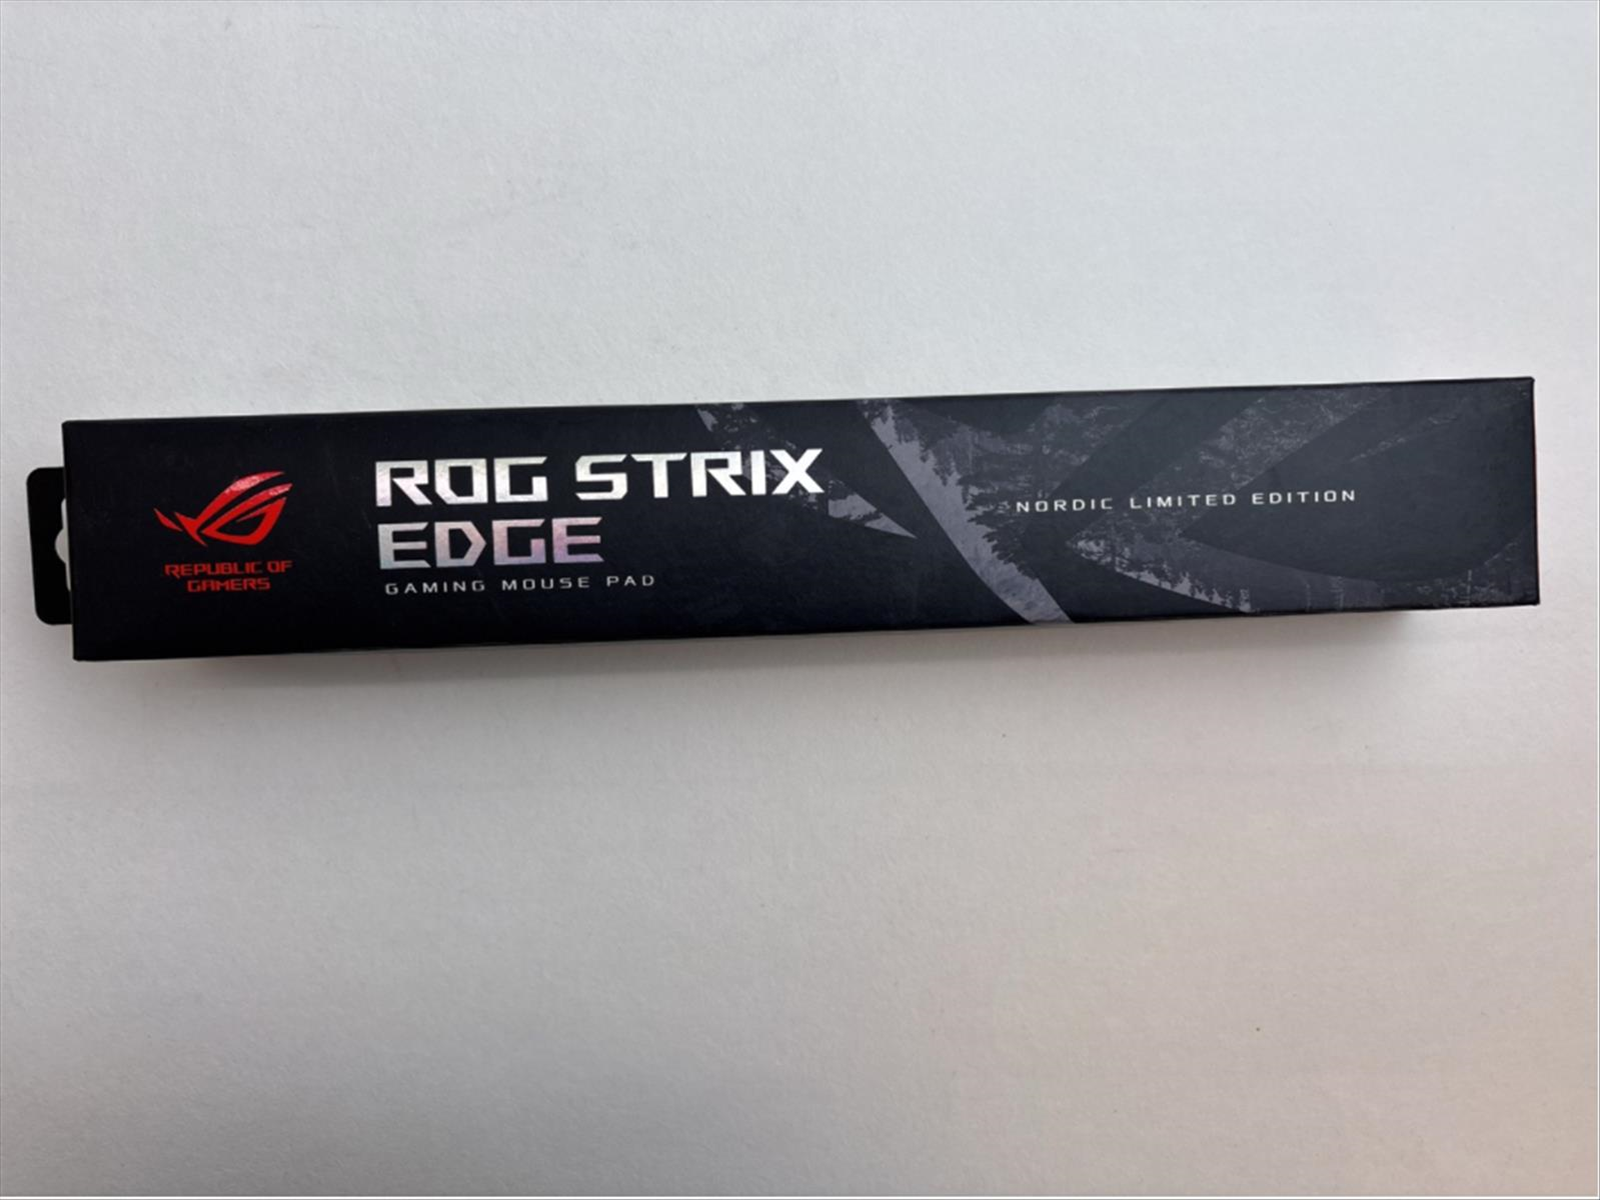 REPUBLIC OF
GAMERS
ROG STRIX
EDGE
GAMING MOUSE PAD
NORDIC LIMITED EDITION